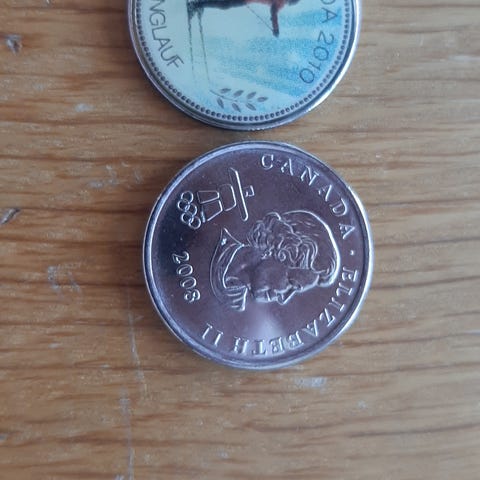 NGLAUF
DA 2010
CANADA · ELIZABETH II
2008